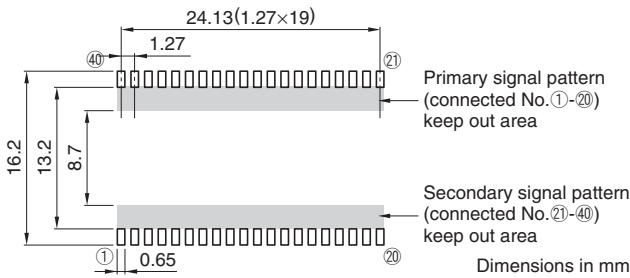 24.13(1.27×19)
㊵
1.27
㉑
Primary signal pattern
(connected No.①-⑳)
keep out area
16.2
13.2
8.7
Secondary signal pattern
(connected No.㉑-㊵)
keep out area
①
0.65
⑳
Dimensions in mm